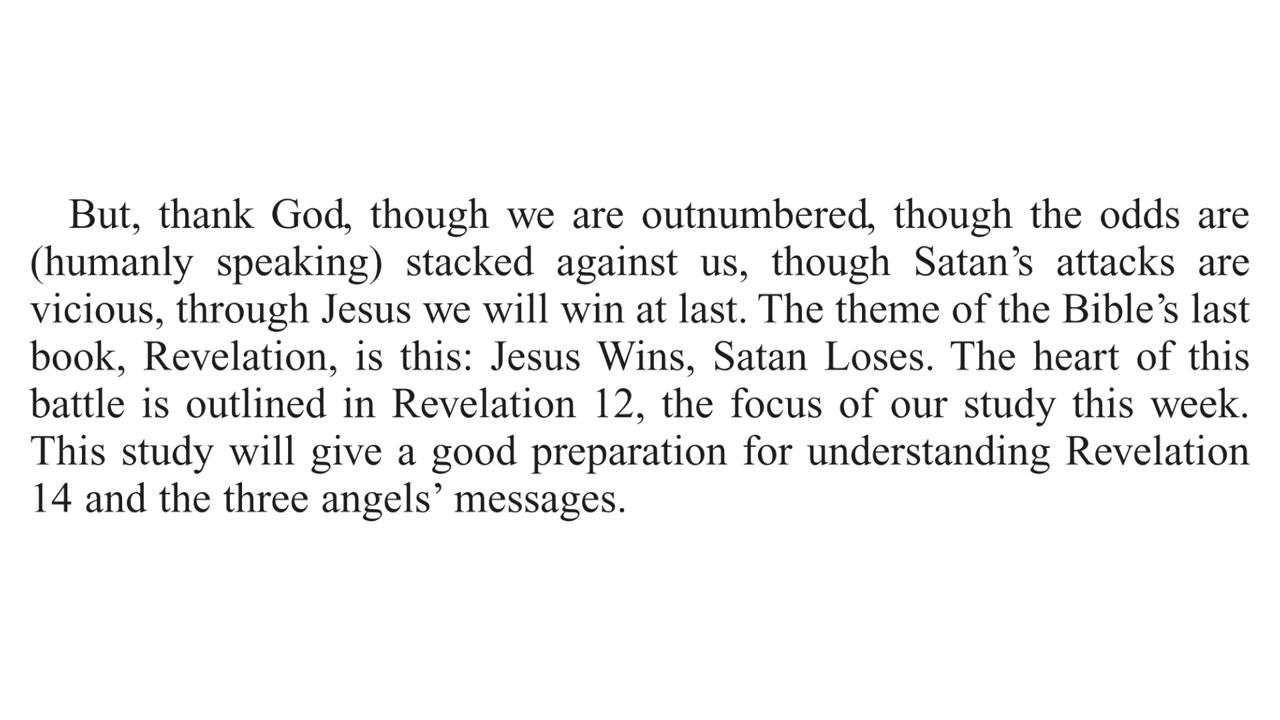 But, thank God, though we are outnumbered, though the odds are
(humanly speaking) stacked against us, though Satan’s attacks are
vicious, through Jesus we will win at last. The theme of the Bible’s last
book, Revelation, is this: Jesus Wins, Satan Loses. The heart of this
battle is outlined in Revelation 12, the focus of our study this week.
This study will give a good preparation for understanding Revelation
14 and the three angels’ messages.